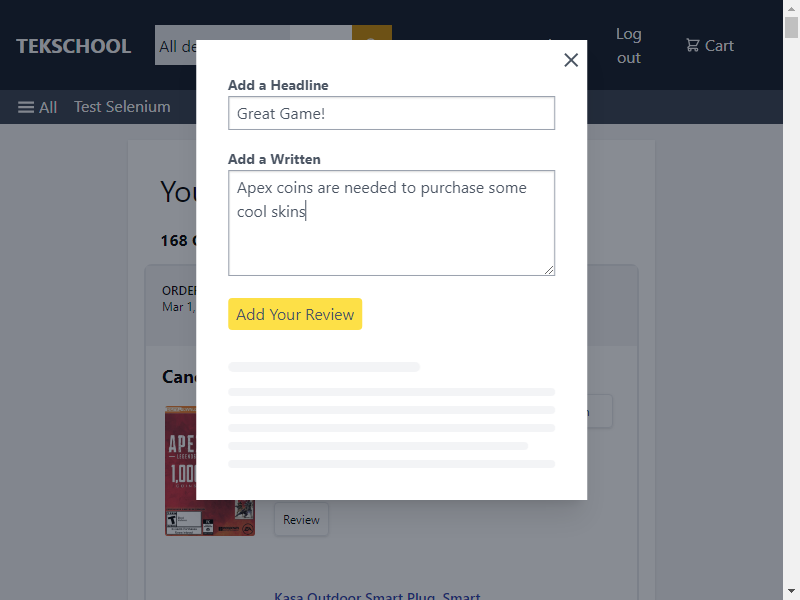 TEKSCHOOL
All de
Log
out
Cart
All
Test Selenium
Add a Headline
Great Game!
Add a Written
Apex coins are needed to purchase some
cool skins
Add Your Review
You
168
ORDER
Mar 1,
Canc
APE
LEGEND
1,00
Review
Kasa Outdoor Smart Plug, Smart